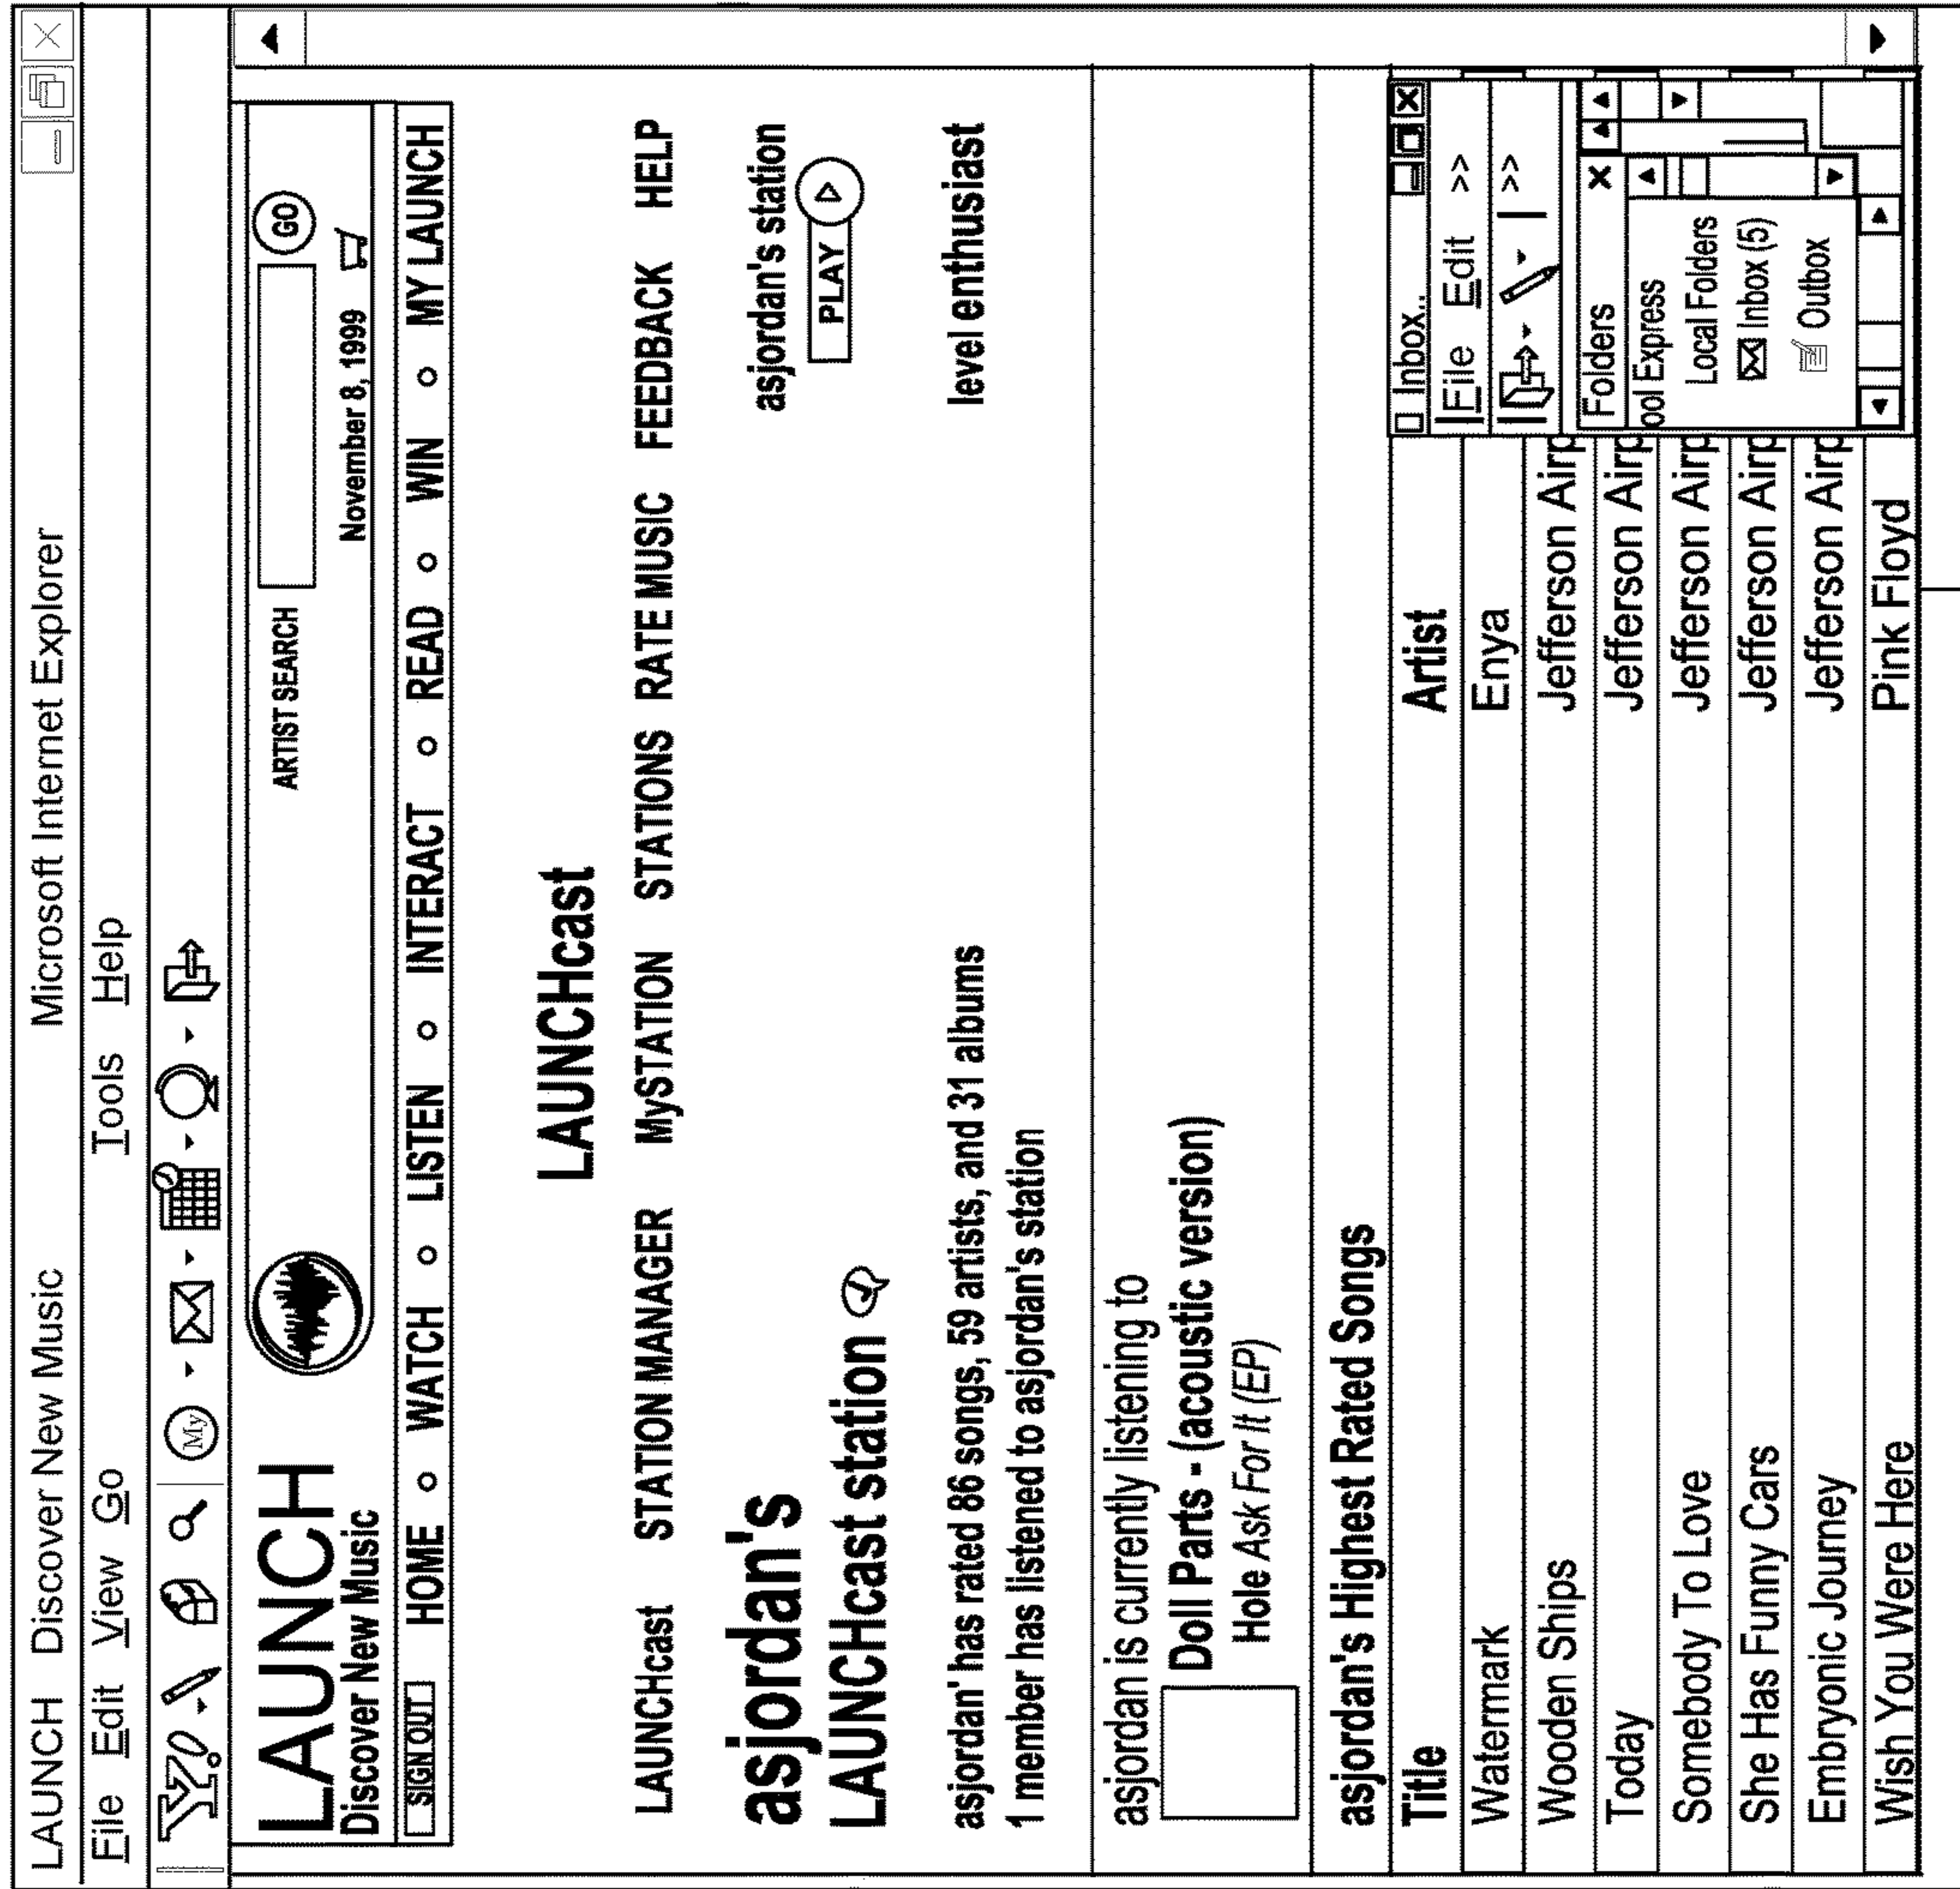 LAUNCH Discover New Music Microsoft Internet Explorer
File Edit View Go Tools Help
Y! My
LAUNCH
Discover New Music
ARTIST SEARCH GO
November 8, 1999
SIGN OUT HOME WATCH LISTEN INTERACT READ WIN MY LAUNCH
LAUNCHcast
LAUNCHcast STATION MANAGER MySTATION STATIONS RATE MUSIC FEEDBACK HELP
asjordan's
LAUNCHcast station
asjordan's station
PLAY
asjordan' has rated 86 songs, 59 artists, and 31 albums level enthusiast
1 member has listened to asjordan's station
asjordan is currently listening to
Doll Parts - (acoustic version)
Hole Ask For It (EP)
asjordan's Highest Rated Songs
Title Artist
Watermark Enya
Wooden Ships Jefferson Airp
Today Jefferson Airp
Somebody To Love Jefferson Airp
She Has Funny Cars Jefferson Airp
Embryonic Journey Jefferson Airp
Wish You Were Here Pink Floyd
Inbox..
File Edit >>
>>
Folders X
ool Express
Local Folders
Inbox (5)
Outbox